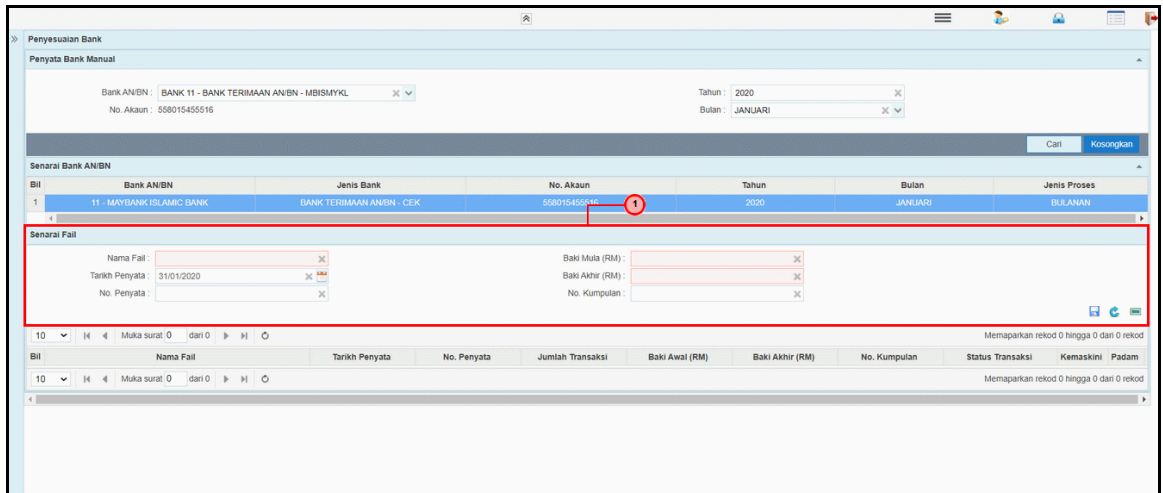 Penyesuaian Bank
Penyata Bank Manual
Bank AN/BN : BANK 11 - BANK TERIMAAN AN/BN - MBISMYKL Tahun : 2020
No. Akaun : 558015455516 Bulan : JANUARI
Cari Kosongkan
Senarai Bank AN/BN
Bil Bank AN/BN Jenis Bank No. Akaun Tahun Bulan Jenis Proses
1 11 - MAYBANK ISLAMIC BANK BANK TERIMAAN AN/BN - CEK 558015455516 2020 JANUARI BULANAN
1
Senarai Fail
Nama Fail : Baki Mula (RM) :
Tarikh Penyata : 31/01/2020 Baki Akhir (RM) :
No. Penyata : No. Kumpulan :
10 Muka surat 0 dari 0 Memaparkan rekod 0 hingga 0 dari 0 rekod
Bil Nama Fail Tarikh Penyata No. Penyata Jumlah Transaksi Baki Awal (RM) Baki Akhir (RM) No. Kumpulan Status Transaksi Kemaskini Padam
10 Muka surat 0 dari 0 Memaparkan rekod 0 hingga 0 dari 0 rekod